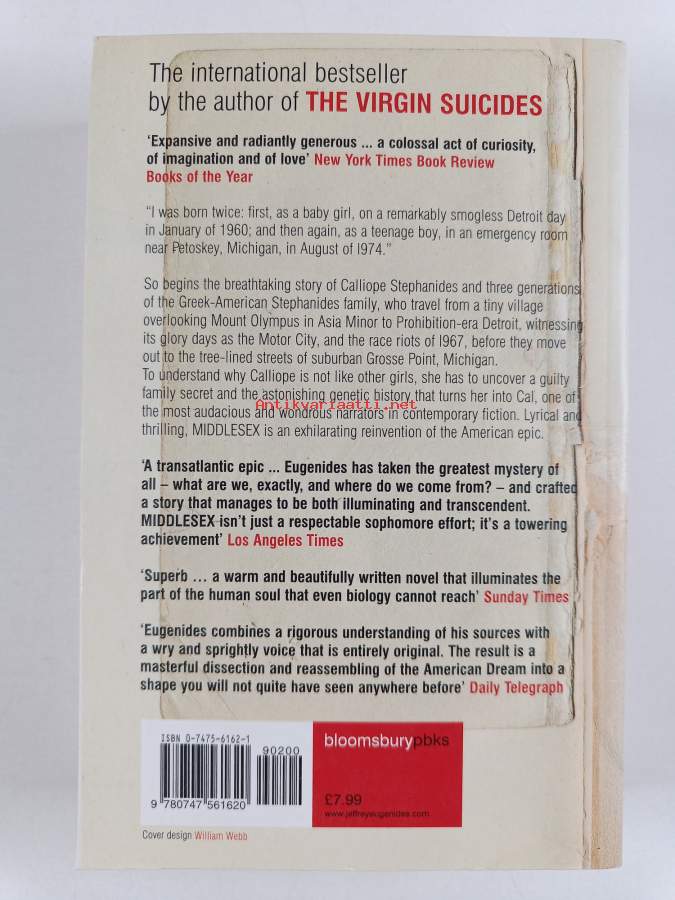 The international bestseller
by the author of THE VIRGIN SUICIDES
'Expansive and radiantly generous ... a colossal act of curiosity,
of imagination and of love' New York Times Book Review
Books of the Year
"I was born twice: first, as a baby girl, on a remarkably smogless Detroit day
in January of 1960; and then again, as a teenage boy, in an emergency room
near Petoskey, Michigan, in August of 1974."
So begins the breathtaking story of Calliope Stephanides and three generations
of the Greek-American Stephanides family, who travel from a tiny village
overlooking Mount Olympus in Asia Minor to Prohibition-era Detroit, witnessing
its glory days as the Motor City, and the race riots of 1967, before they move
out to the tree-lined streets of suburban Grosse Point, Michigan.
To understand why Calliope is not like other girls, she has to uncover a guilty
family secret and the astonishing genetic history that turns her into Cal, one of
Antikvariaatti.net
the most audacious and wondrous narrators in contemporary fiction. Lyrical and
thrilling, MIDDLESEX is an exhilarating reinvention of the American epic.
'A transatlantic epic ... Eugenides has taken the greatest mystery of
all – what are we, exactly, and where do we come from? – and crafted
a story that manages to be both illuminating and transcendent.
MIDDLESEX isn't just a respectable sophomore effort; it's a towering
achievement' Los Angeles Times
'Superb ... a warm and beautifully written novel that illuminates the
part of the human soul that even biology cannot reach' Sunday Times
'Eugenides combines a rigorous understanding of his sources with
a wry and sprightly voice that is entirely original. The result is a
masterful dissection and reassembling of the American Dream into a
shape you will not quite have seen anywhere before' Daily Telegraph
ISBN 0-7475-6162-1
90200
9 780747 561620
bloomsburypbks
£7.99
www.jeffreyeugenides.com
Cover design William Webb